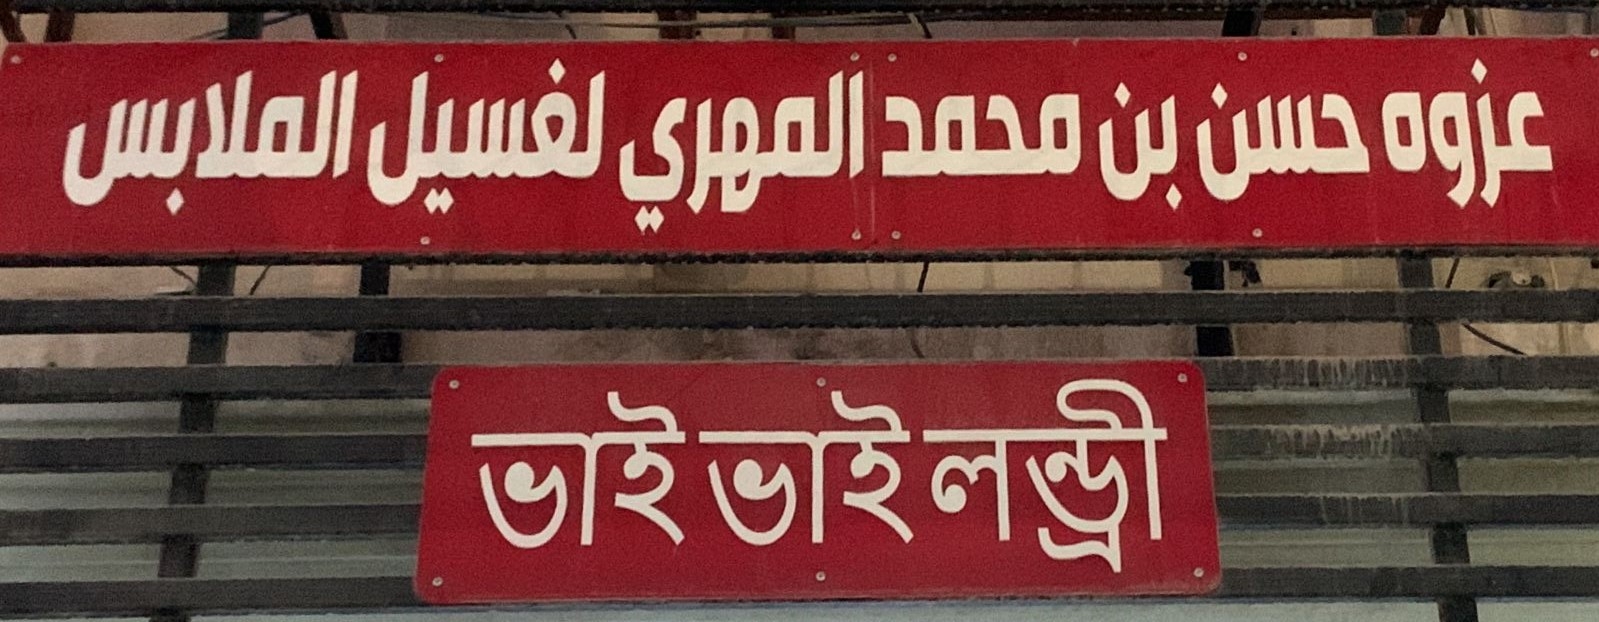 عزوه حسن بن محمد المهري لغسيل الملابس
ভাই ভাই লন্ড্রী